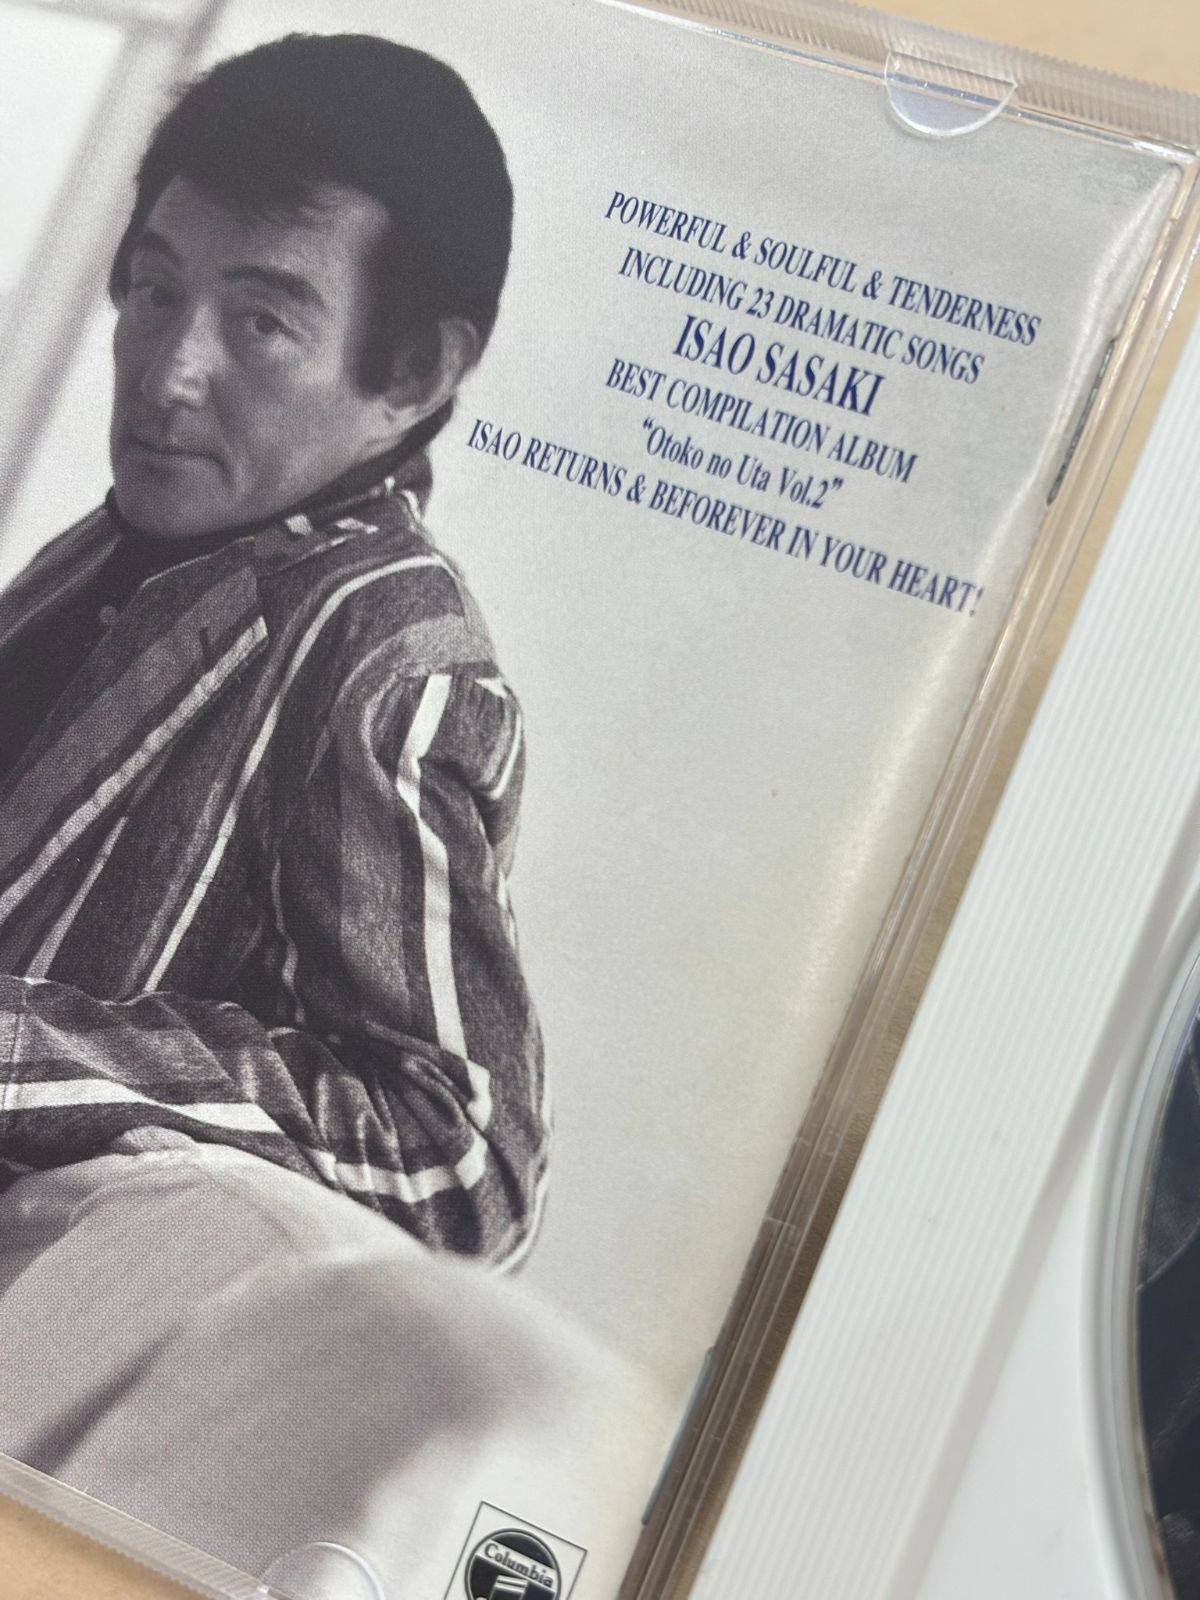 POWERFUL & SOULFUL & TENDERNESS
INCLUDING 23 DRAMATIC SONGS
ISAO SASAKI
BEST COMPILATION ALBUM
“Otoko no Uta Vol.2”
ISAO RETURNS & BEFOREVER IN YOUR HEART!
Columbia